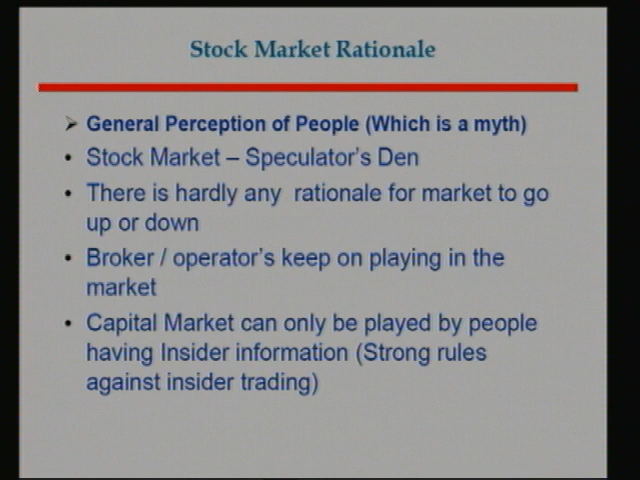 Stock Market Rationale
➢ General Perception of People (Which is a myth)
• Stock Market – Speculator's Den
• There is hardly any rationale for market to go
up or down
• Broker / operator's keep on playing in the
market
• Capital Market can only be played by people
having Insider information (Strong rules
against insider trading)